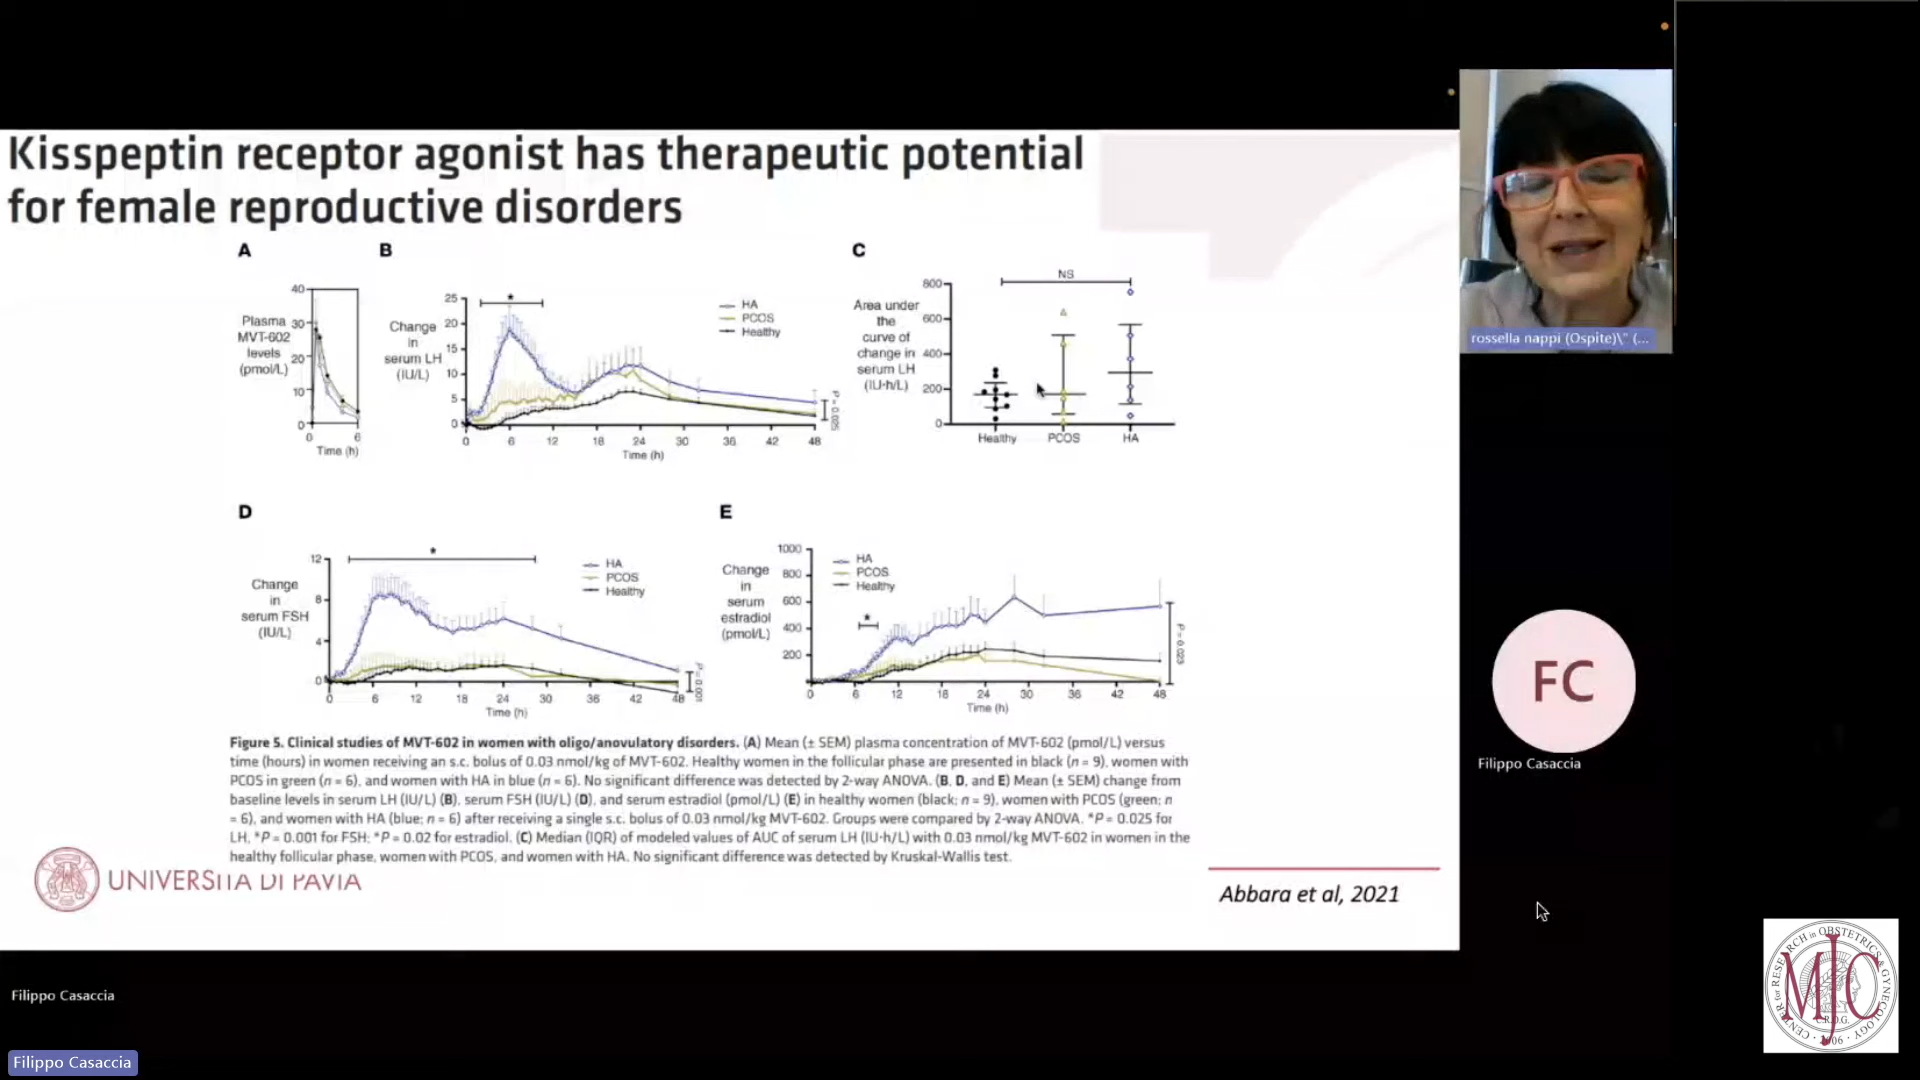 Kisspeptin receptor agonist has therapeutic potential
for female reproductive disorders
A
Plasma
MVT-602
levels
(pmol/L)
40
30
20
10
0
0
6
Time (h)
B
Change
in
serum LH
(IU/L)
25
20
15
10
5
0
*
HA
PCOS
Healthy
0
6
12
18
24
30
36
42
48
Time (h)
P = 0.025
C
Area under
the
curve of
change in
serum LH
(IU·h/L)
800
600
400
200
0
NS
Healthy
PCOS
HA
D
Change
in
serum FSH
(IU/L)
12
8
4
0
*
HA
PCOS
Healthy
0
6
12
18
24
30
36
42
48
Time (h)
P = 0.001
E
Change
in
serum
estradiol
(pmol/L)
1000
800
600
400
200
*
HA
PCOS
Healthy
0
6
12
18
24
30
36
42
48
Time (h)
P = 0.023
Figure 5. Clinical studies of MVT-602 in women with oligo/anovulatory disorders. (A) Mean (± SEM) plasma concentration of MVT-602 (pmol/L) versus
time (hours) in women receiving an s.c. bolus of 0.03 nmol/kg of MVT-602. Healthy women in the follicular phase are presented in black (n = 9), women with
PCOS in green (n = 6), and women with HA in blue (n = 6). No significant difference was detected by 2-way ANOVA. (B, D, and E) Mean (± SEM) change from
baseline levels in serum LH (IU/L) (B), serum FSH (IU/L) (D), and serum estradiol (pmol/L) (E) in healthy women (black; n = 9), women with PCOS (green; n
= 6), and women with HA (blue; n = 6) after receiving a single s.c. bolus of 0.03 nmol/kg MVT-602. Groups were compared by 2-way ANOVA. *P = 0.025 for
LH, *P = 0.001 for FSH; *P = 0.02 for estradiol. (C) Median (IQR) of modeled values of AUC of serum LH (IU·h/L) with 0.03 nmol/kg MVT-602 in women in the
healthy follicular phase, women with PCOS, and women with HA. No significant difference was detected by Kruskal-Wallis test.
UNIVERSITÀ DI PAVIA
Abbara et al, 2021
rossella nappi (Ospite)\" (...
FC
Filippo Casaccia
Filippo Casaccia
Filippo Casaccia
CENTER for RESEARCH in OBSTETRICS & GYNECOLOGY
MJC
C.R.O.G.
2006